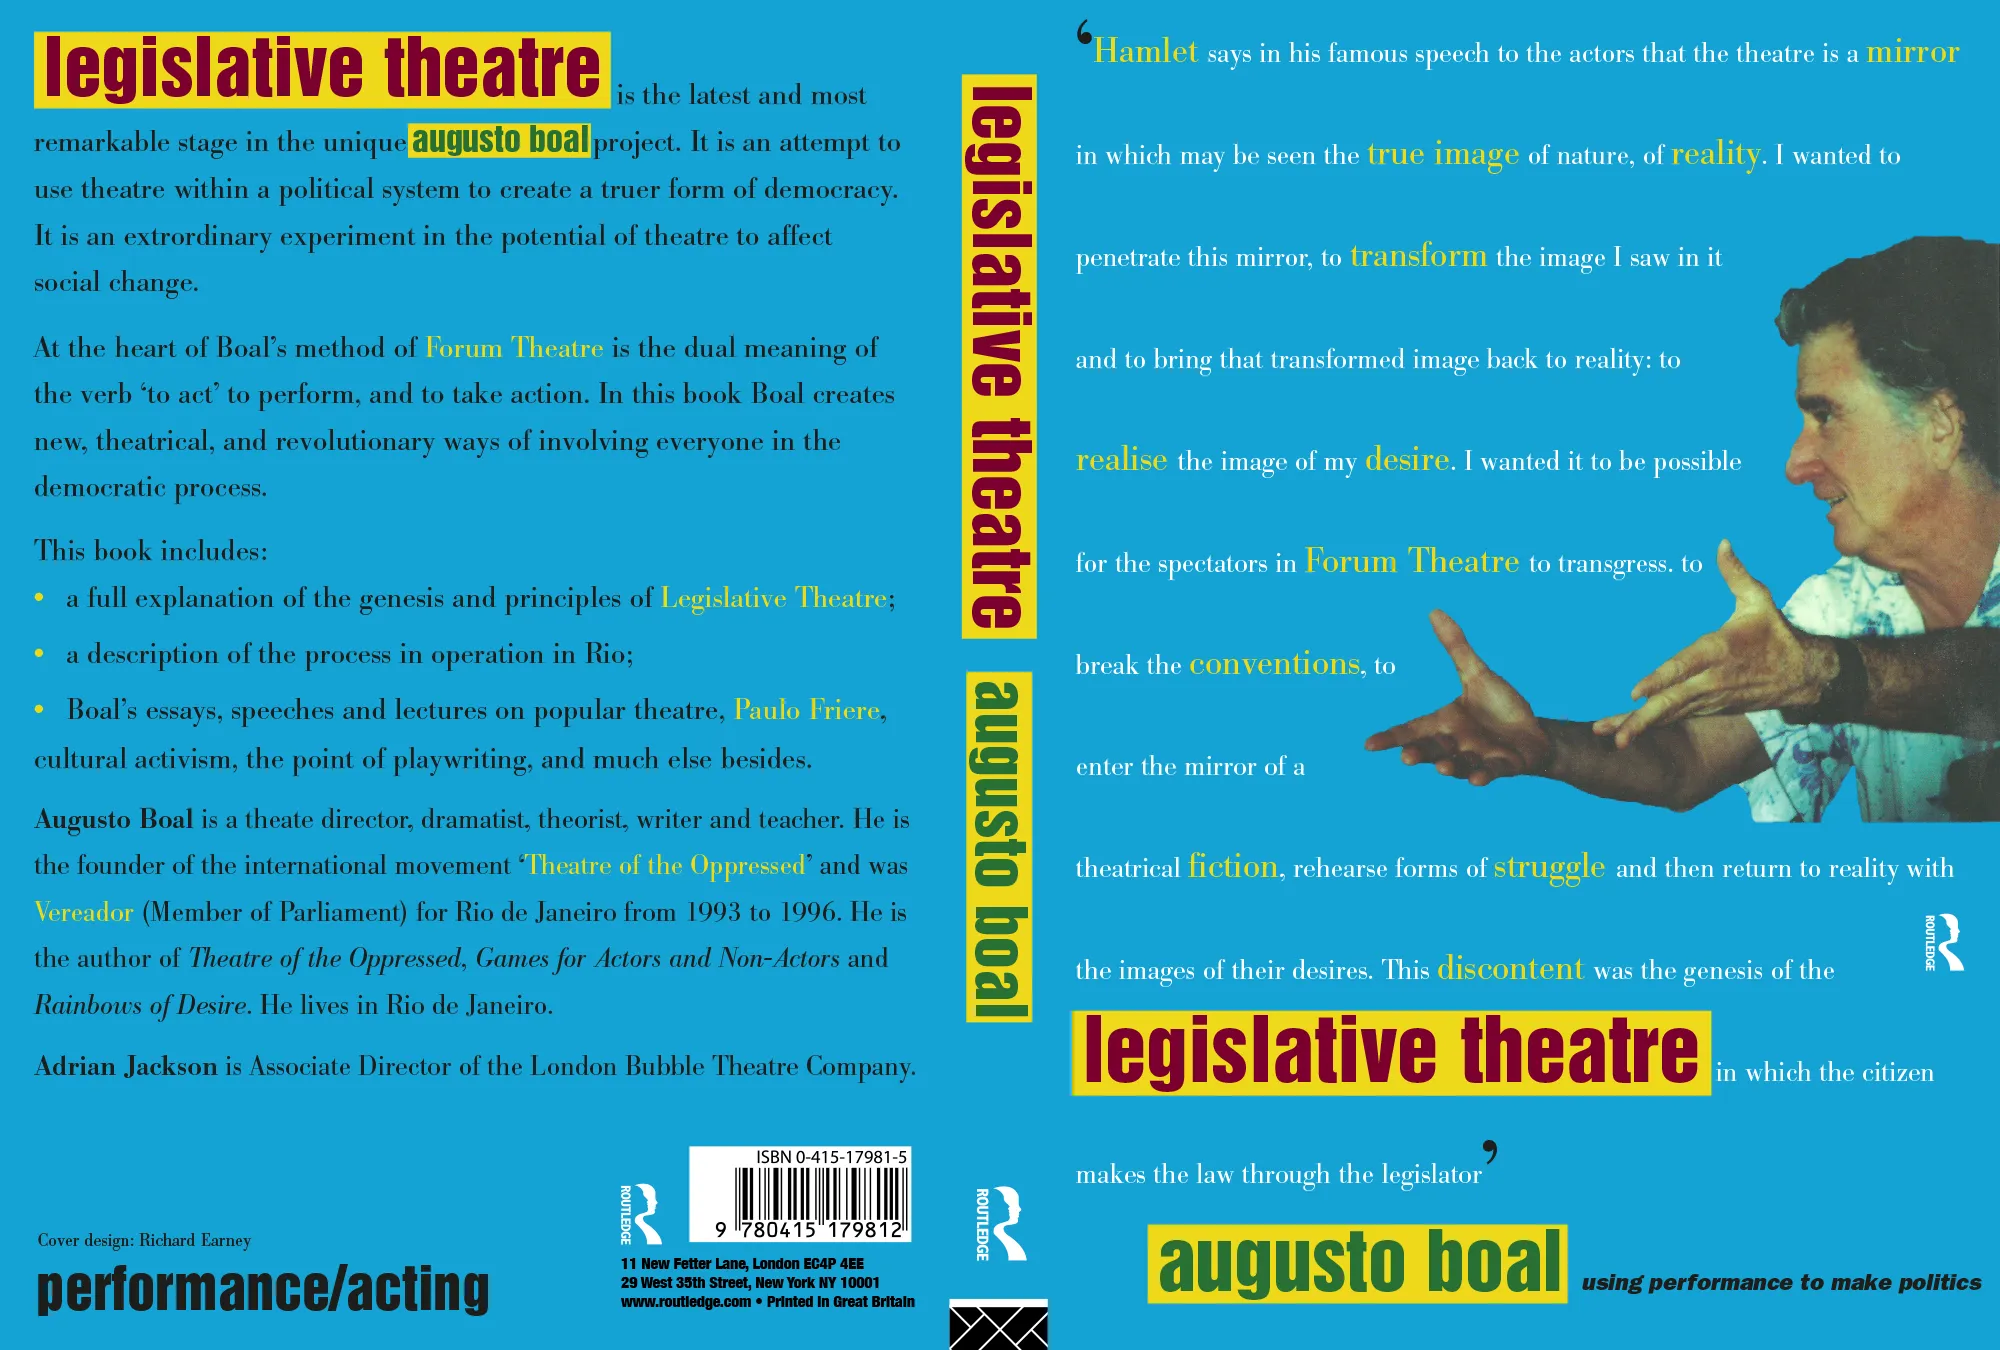 legislative theatre is the latest and most
remarkable stage in the unique augusto boal project. It is an attempt to
use theatre within a political system to create a truer form of democracy.
It is an extrordinary experiment in the potential of theatre to affect
social change.
At the heart of Boal’s method of Forum Theatre is the dual meaning of
the verb ‘to act’ to perform, and to take action. In this book Boal creates
new, theatrical, and revolutionary ways of involving everyone in the
democratic process.
This book includes:
• a full explanation of the genesis and principles of Legislative Theatre;
• a description of the process in operation in Rio;
• Boal’s essays, speeches and lectures on popular theatre, Paulo Friere,
cultural activism, the point of playwriting, and much else besides.
Augusto Boal is a theate director, dramatist, theorist, writer and teacher. He is
the founder of the international movement ‘Theatre of the Oppressed’ and was
Vereador (Member of Parliament) for Rio de Janeiro from 1993 to 1996. He is
the author of Theatre of the Oppressed, Games for Actors and Non-Actors and
Rainbows of Desire. He lives in Rio de Janeiro.
Adrian Jackson is Associate Director of the London Bubble Theatre Company.
Cover design: Richard Earney
performance/acting
ROUTLEDGE
ISBN 0-415-17981-5
9 780415 179812
11 New Fetter Lane, London EC4P 4EE
29 West 35th Street, New York NY 10001
www.routledge.com • Printed in Great Britain
legislative theatre
augusto boal
ROUTLEDGE
‘Hamlet says in his famous speech to the actors that the theatre is a mirror
in which may be seen the true image of nature, of reality. I wanted to
penetrate this mirror, to transform the image I saw in it
and to bring that transformed image back to reality: to
realise the image of my desire. I wanted it to be possible
for the spectators in Forum Theatre to transgress. to
break the conventions, to
enter the mirror of a
theatrical fiction, rehearse forms of struggle and then return to reality with
the images of their desires. This discontent was the genesis of the
legislative theatre in which the citizen
makes the law through the legislator’
ROUTLEDGE
augusto boal
using performance to make politics